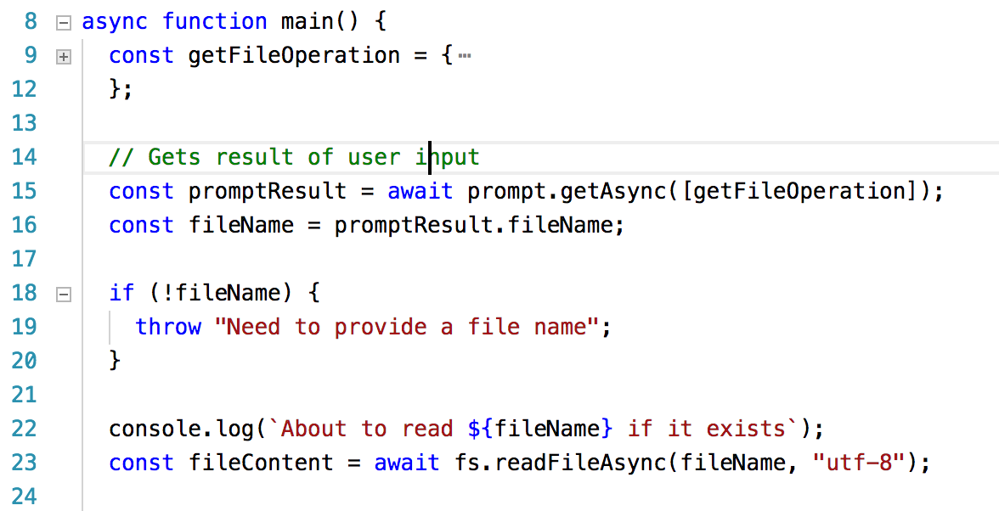 8 async function main() {
9 const getFileOperation = {…
12 };
13
14 // Gets result of user input
15 const promptResult = await prompt.getAsync([getFileOperation]);
16 const fileName = promptResult.fileName;
17
18 if (!fileName) {
19 throw "Need to provide a file name";
20 }
21
22 console.log(`About to read ${fileName} if it exists`);
23 const fileContent = await fs.readFileAsync(fileName, "utf-8");
24